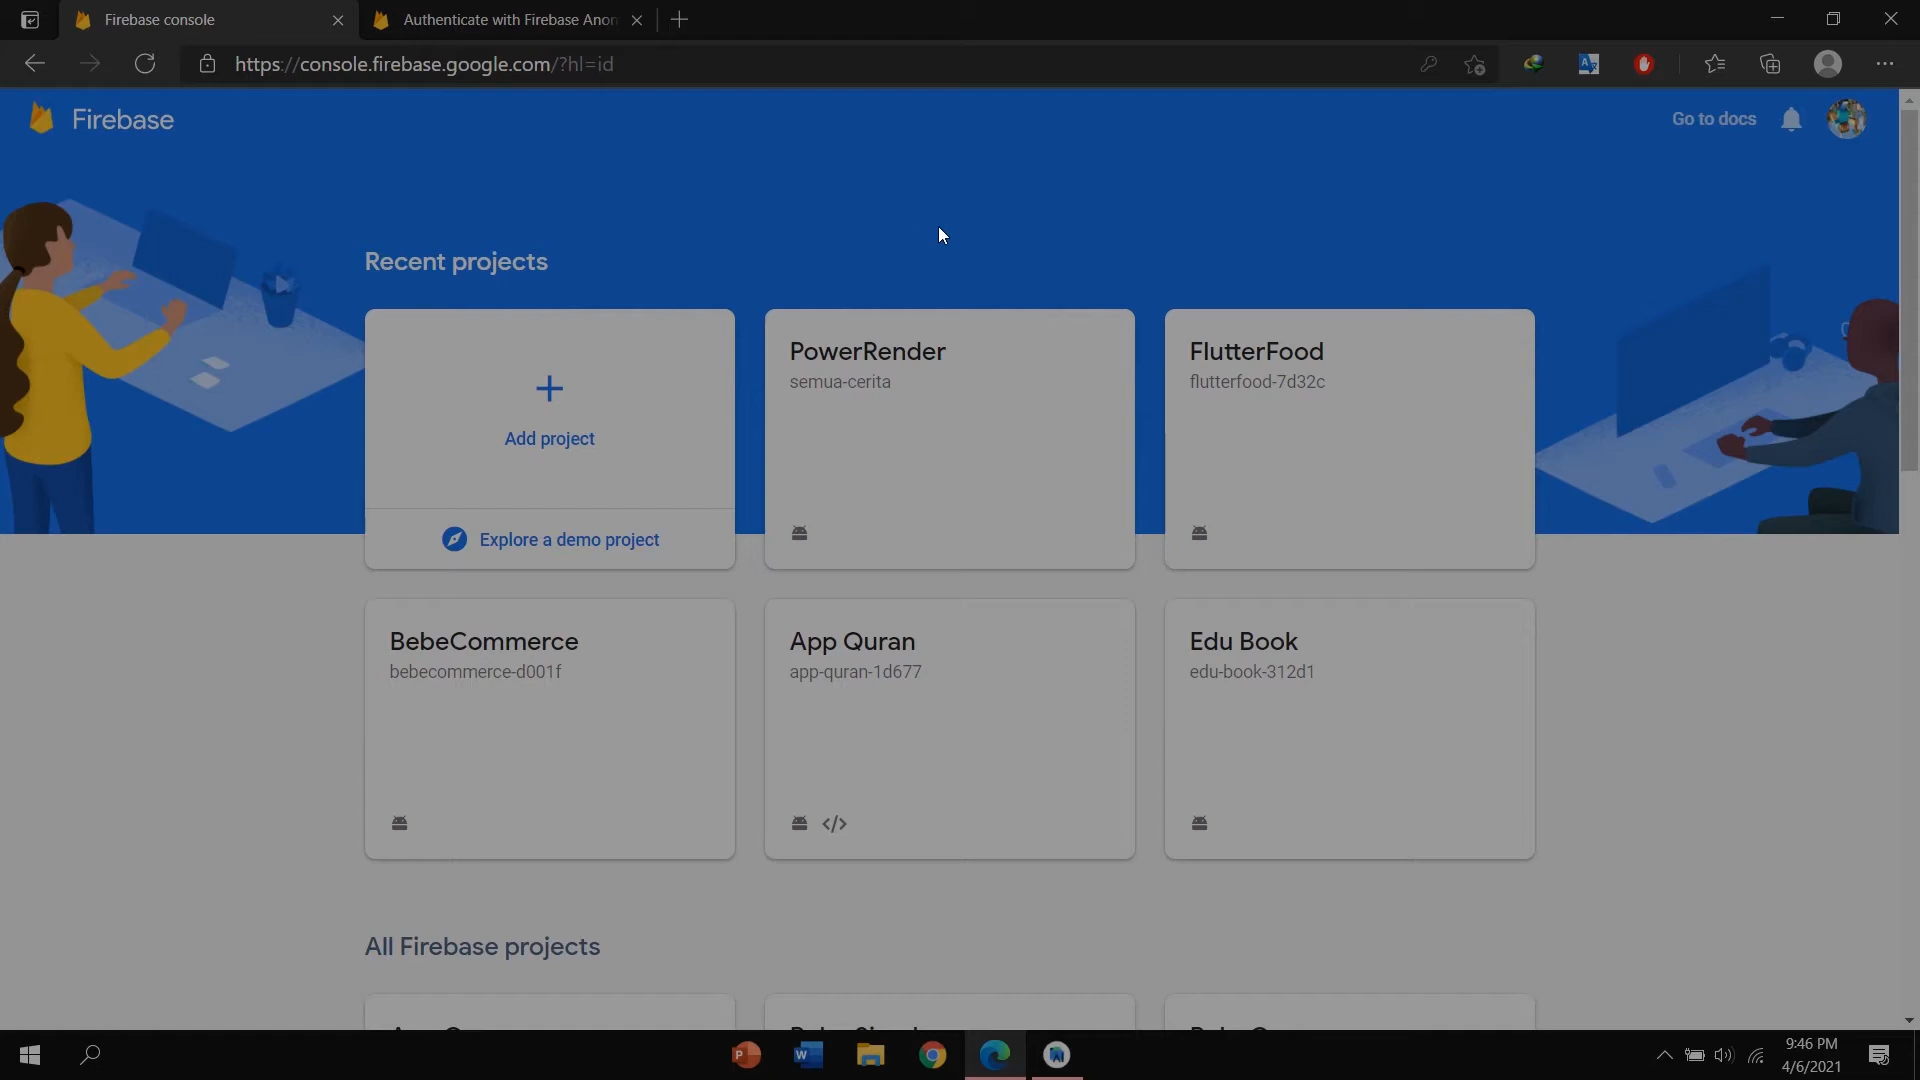 Firebase console
Authenticate with Firebase Anon
https://console.firebase.google.com/?hl=id
Firebase
Go to docs
Recent projects
Add project
Explore a demo project
PowerRender
semua-cerita
FlutterFood
flutterfood-7d32c
BebeCommerce
bebecommerce-d001f
App Quran
app-quran-1d677
Edu Book
edu-book-312d1
All Firebase projects
9:46 PM
4/6/2021